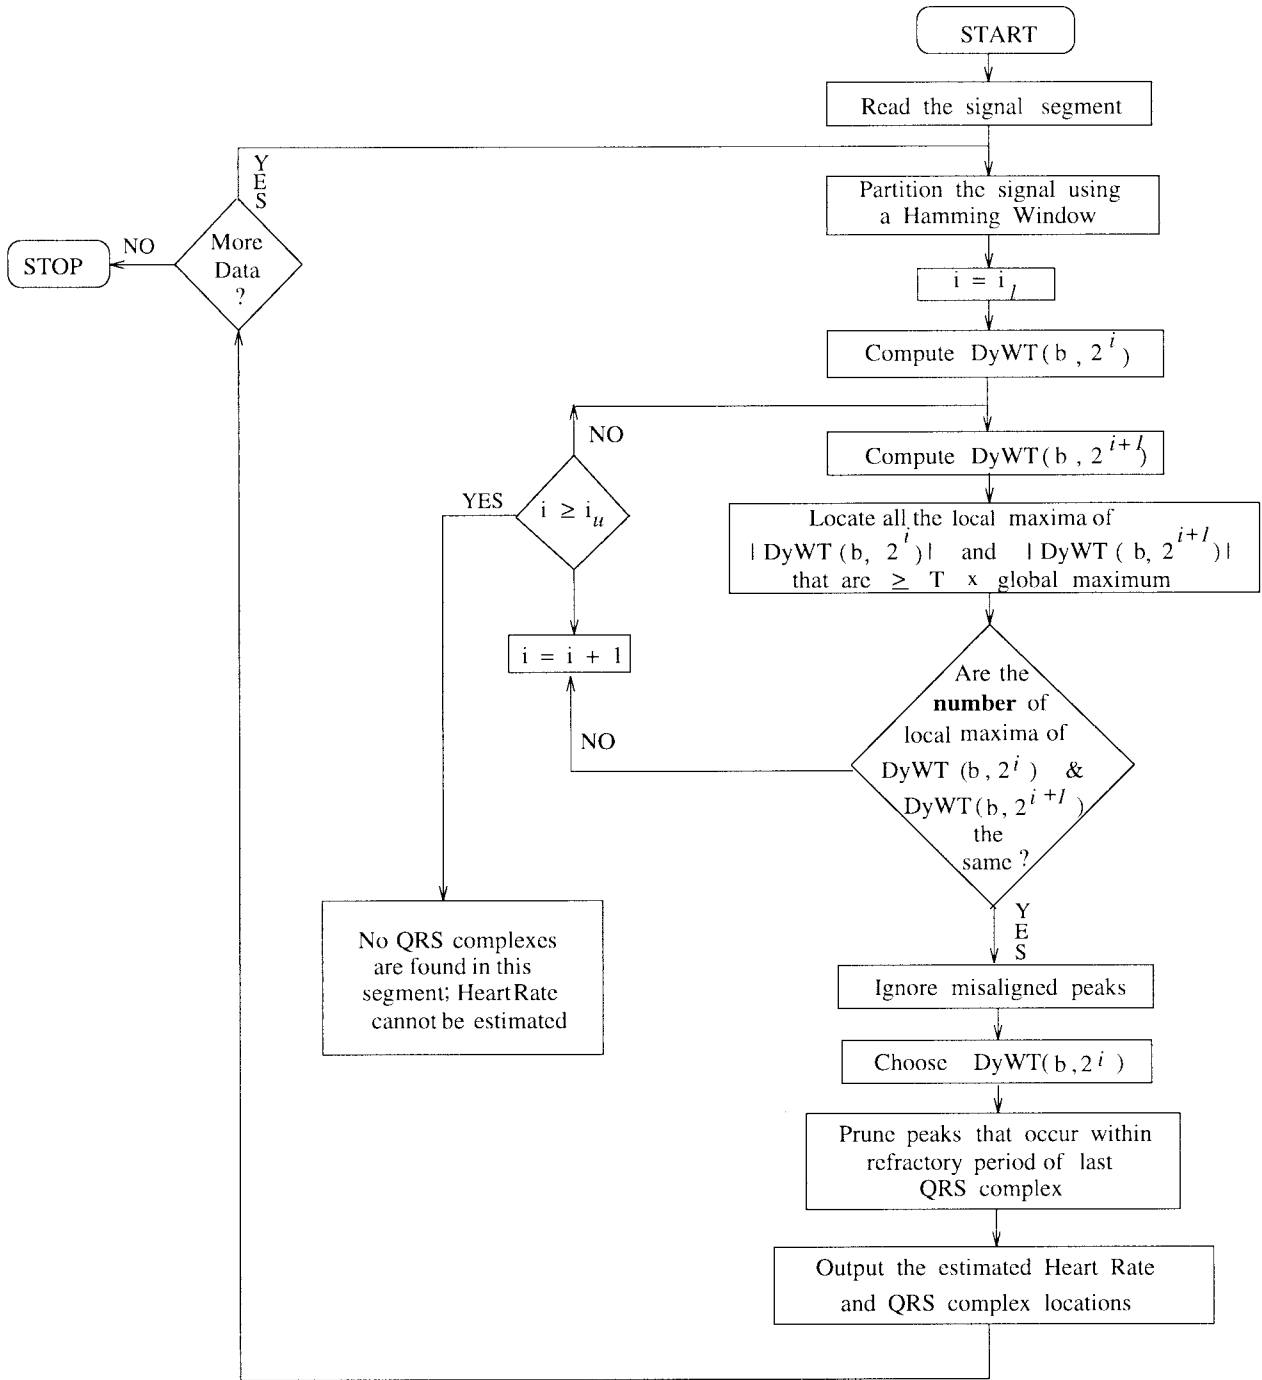 START
Read the signal segment
YES
Partition the signal using
a Hamming Window
More
Data
?
NO
STOP
i = i_l
Compute DyWT(b, 2^i)
NO
Compute DyWT(b, 2^{i+1})
YES
i ≥ i_u
Locate all the local maxima of
|DyWT(b, 2^i)| and |DyWT(b, 2^{i+1})|
that are ≥ T x global maximum
i = i + 1
Are the
number of
local maxima of
DyWT (b, 2^i) &
DyWT(b, 2^{i+1})
the
same ?
NO
YES
No QRS complexes
are found in this
segment; Heart Rate
cannot be estimated
Ignore misaligned peaks
Choose DyWT(b, 2^i)
Prune peaks that occur within
refractory period of last
QRS complex
Output the estimated Heart Rate
and QRS complex locations